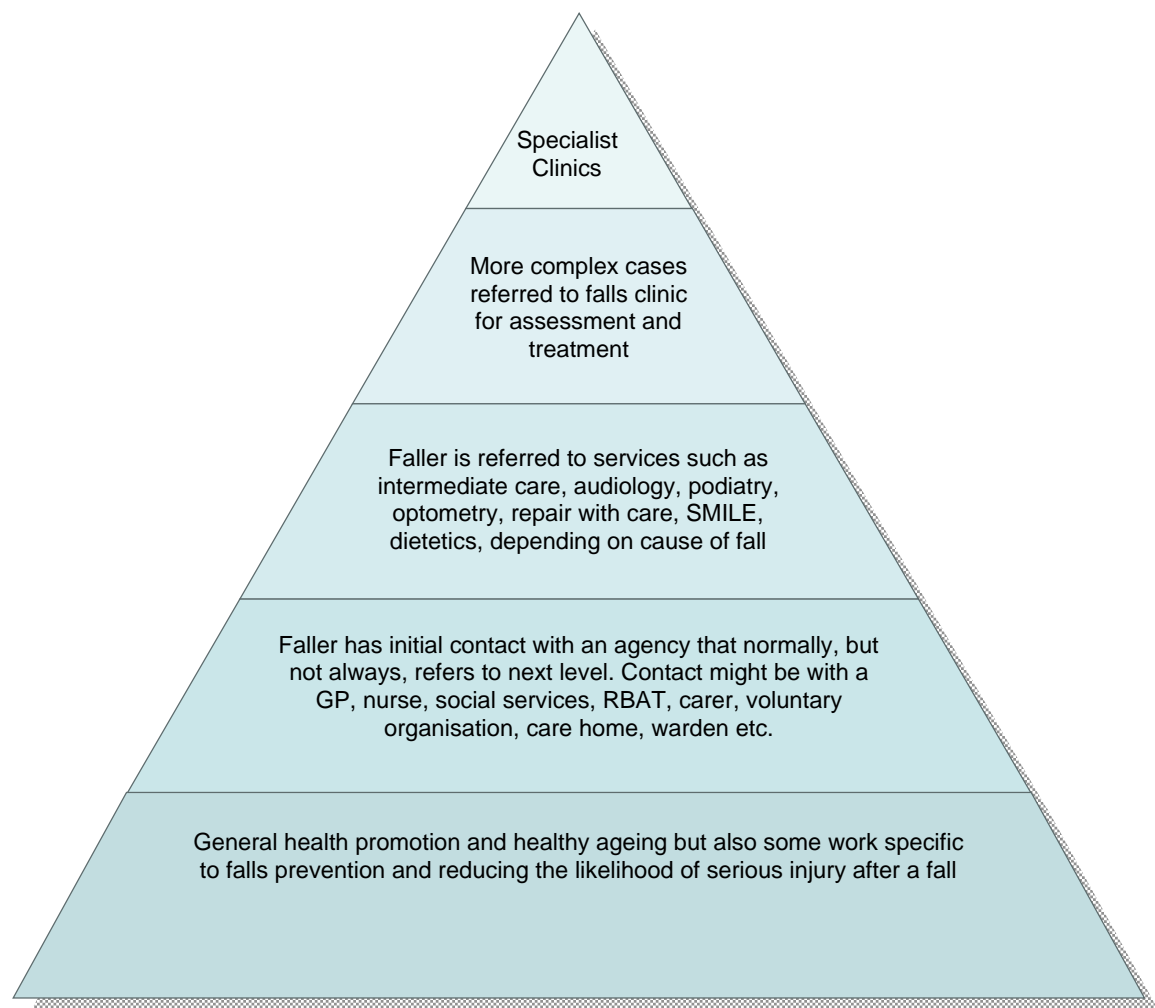 Specialist
Clinics
More complex cases
referred to falls clinic
for assessment and
treatment
Faller is referred to services such as
intermediate care, audiology, podiatry,
optometry, repair with care, SMILE,
dietetics, depending on cause of fall
Faller has initial contact with an agency that normally, but
not always, refers to next level. Contact might be with a
GP, nurse, social services, RBAT, carer, voluntary
organisation, care home, warden etc.
General health promotion and healthy ageing but also some work specific
to falls prevention and reducing the likelihood of serious injury after a fall